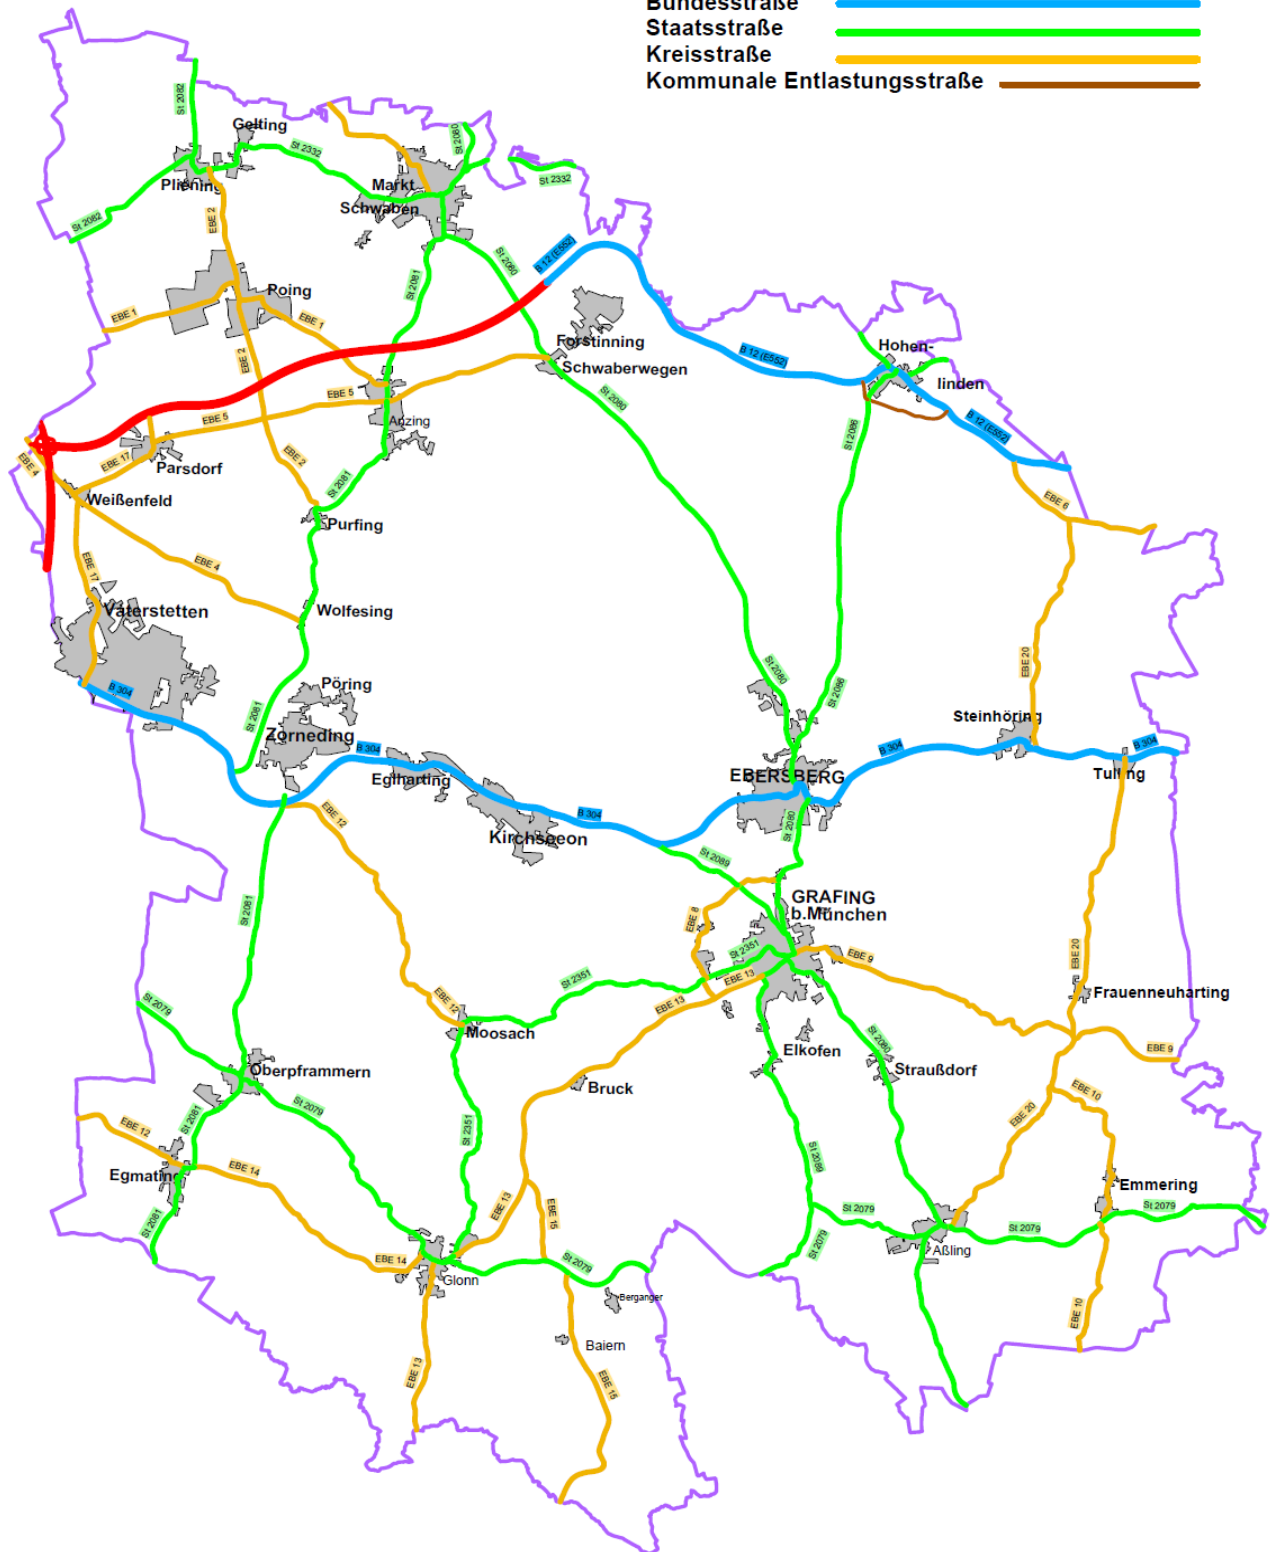 Bundesstraße
Staatsstraße
Kreisstraße
Kommunale Entlastungsstraße
St 2082
Gelting
St 2332
St 2080
St 2332
Pliening
Markt
Schwaben
St 2082
EBE 2
B 12 (E552)
St 2080
St 2081
Poing
EBE 1
EBE 1
Forstinning
Hohen-
linden
EBE 2
B 12 (E552)
Schwaberwegen
EBE 5
St 2080
EBE 5
Anzing
B 12 (E552)
St 2086
EBE 4
EBE 17
Parsdorf
EBE 2
St 2081
Weißenfeld
EBE 6
Purfing
EBE 17
EBE 4
Vaterstetten
Wolfesing
EBE 20
St 2080
Pöring
B 304
St 2086
St 2081
Steinhöring
Zorneding
B 304
B 304
B 304
EBERSBERG
Eglharting
Tulling
EBE 12
B 304
St 2080
Kirchseeon
St 2089
GRAFING
b.München
St 2081
EBE 8
St 2351
EBE 9
EBE 20
St 2351
EBE 13
Frauenneuharting
St 2079
EBE 12
EBE 13
Moosach
St 2080
Elkofen
EBE 9
Oberpframmern
Straußdorf
Bruck
EBE 10
St 2079
EBE 20
St 2081
EBE 12
St 2351
St 2089
Egmating
EBE 14
Emmering
EBE 13
EBE 15
St 2079
St 2079
St 2081
St 2079
St 2079
Aßling
EBE 14
St 2079
Glonn
Berganger
EBE 10
Baiern
EBE 13
EBE 15